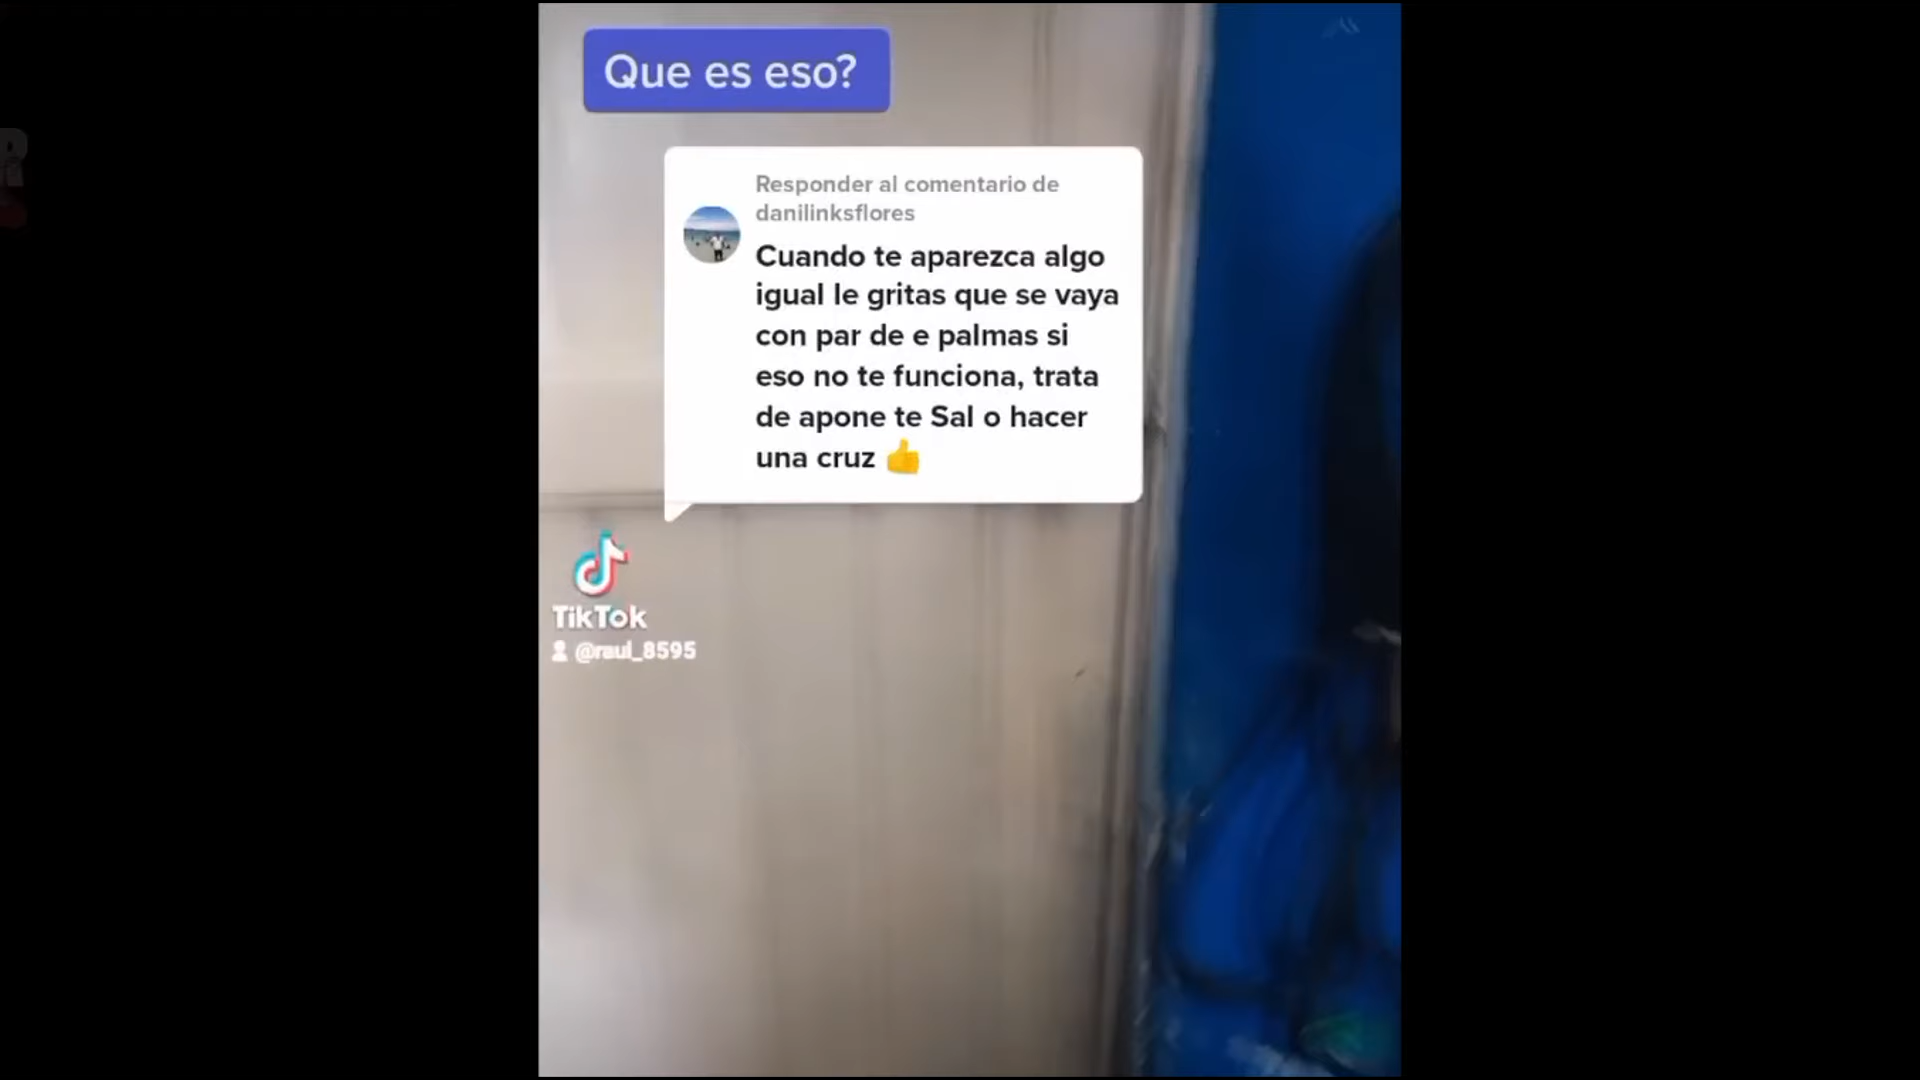 Que es eso?
Responder al comentario de
danilinksflores
Cuando te aparezca algo
igual le gritas que se vaya
con par de e palmas si
eso no te funciona, trata
de apone te Sal o hacer
una cruz 👍
TikTok
@raul_8595